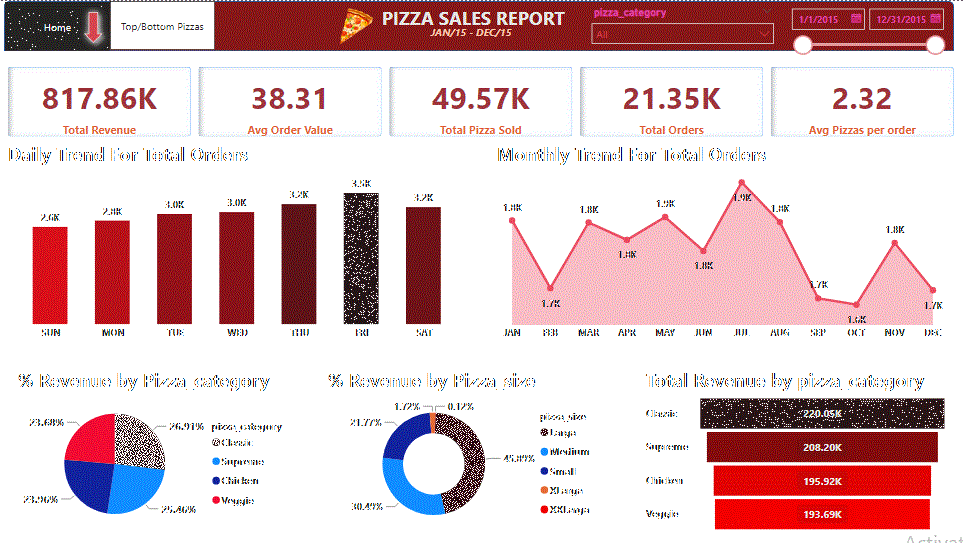 Home
Top/Bottom Pizzas
PIZZA SALES REPORT
JAN/15 - DEC/15
pizza_category
All
1/1/2015
12/31/2015
817.86K
Total Revenue
38.31
Avg Order Value
49.57K
Total Pizza Sold
21.35K
Total Orders
2.32
Avg Pizzas per order
Daily Trend For Total Orders
2.6K
2.8K
3.0K
3.0K
3.2K
3.5K
3.2K
SUN
MON
TUE
WED
THU
FRI
SAT
Monthly Trend For Total Orders
1.8K
1.7K
1.8K
1.8K
1.9K
1.8K
1.9K
1.8K
1.7K
1.6K
1.8K
1.7K
JAN
FEB
MAR
APR
MAY
JUN
JUL
AUG
SEP
OCT
NOV
DEC
% Revenue by Pizza_category
23.68%
26.91%
23.96%
25.46%
pizza_category
Classic
Supreme
Chicken
Veggie
% Revenue by Pizza_size
1.72%
0.12%
21.77%
45.89%
30.49%
pizza_size
Large
Medium
Small
XLarge
XXLarge
Total Revenue by pizza_category
Classic
220.05K
Supreme
208.20K
Chicken
195.92K
Veggie
193.69K